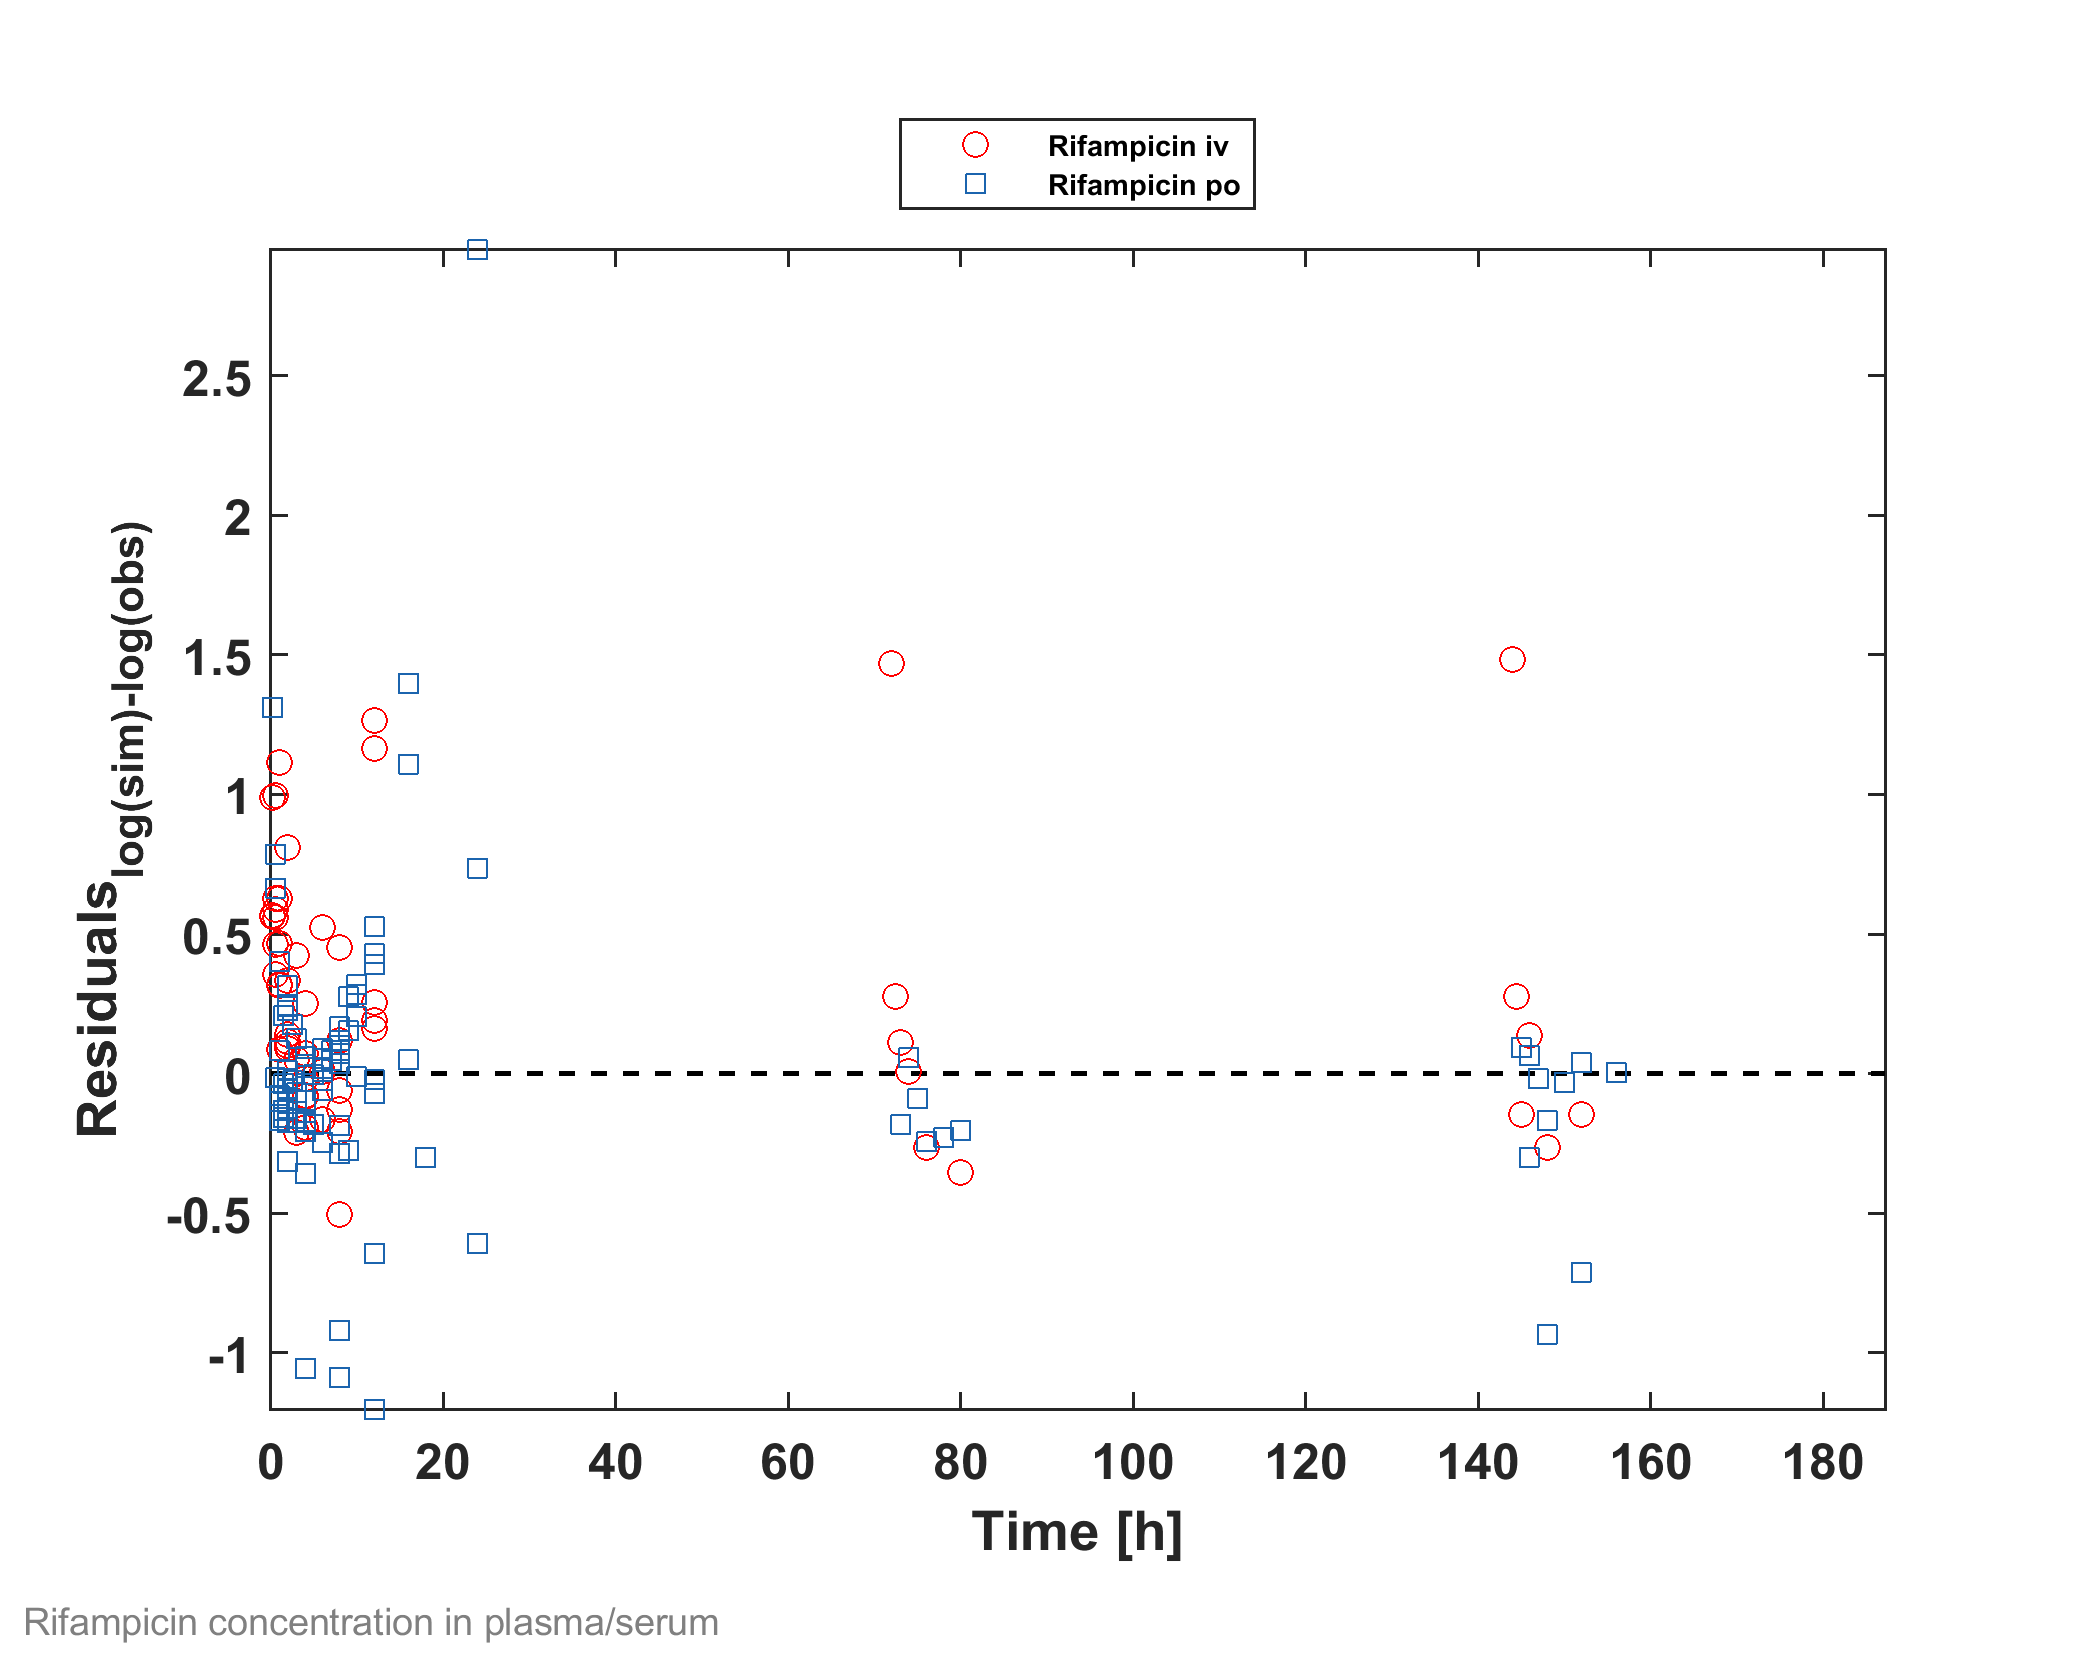 Rifampicin iv
Rifampicin po
2.5
2
1.5
1
0.5
0
-0.5
-1
Residuals log(sim)-log(obs)
0 20 40 60 80 100 120 140 160 180
Time [h]
Rifampicin concentration in plasma/serum